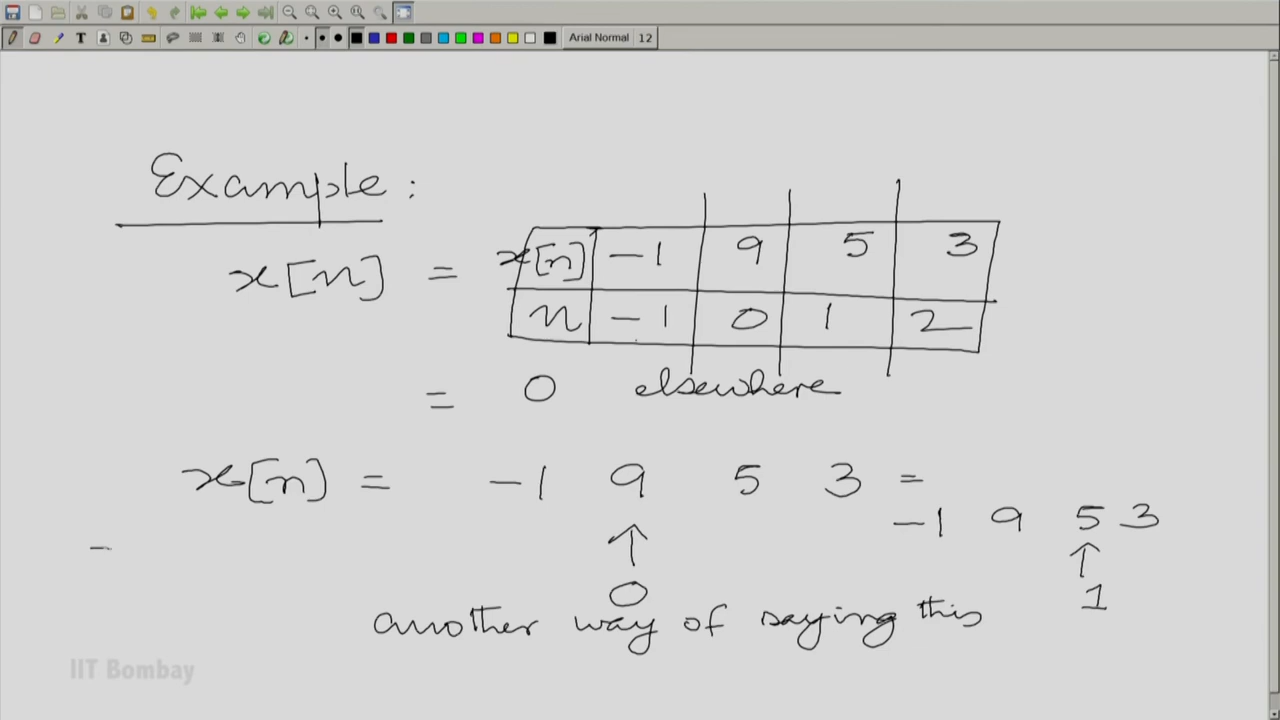 Arial Normal 12
Example :
x[n] = x[n] -1 9 5 3
n -1 0 1 2
= 0 elsewhere
x[n] = -1 9 5 3 =
-1 9 5 3
↑ ↑
0 1
another way of saying this
IIT Bombay